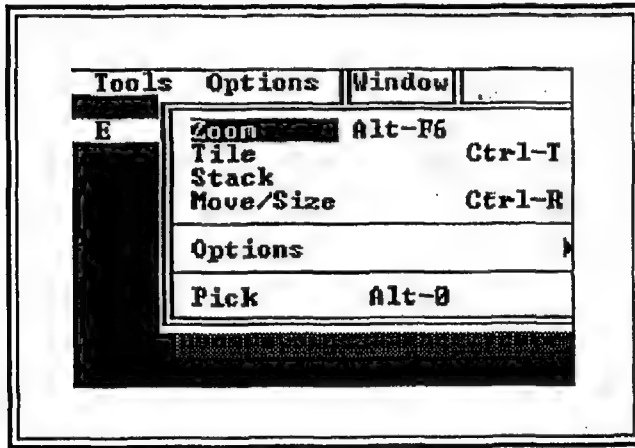 Tools Options Window
E
Zoom Alt-F6
Tile Ctrl-T
Stack
Move/Size Ctrl-R
Options
Pick Alt-0